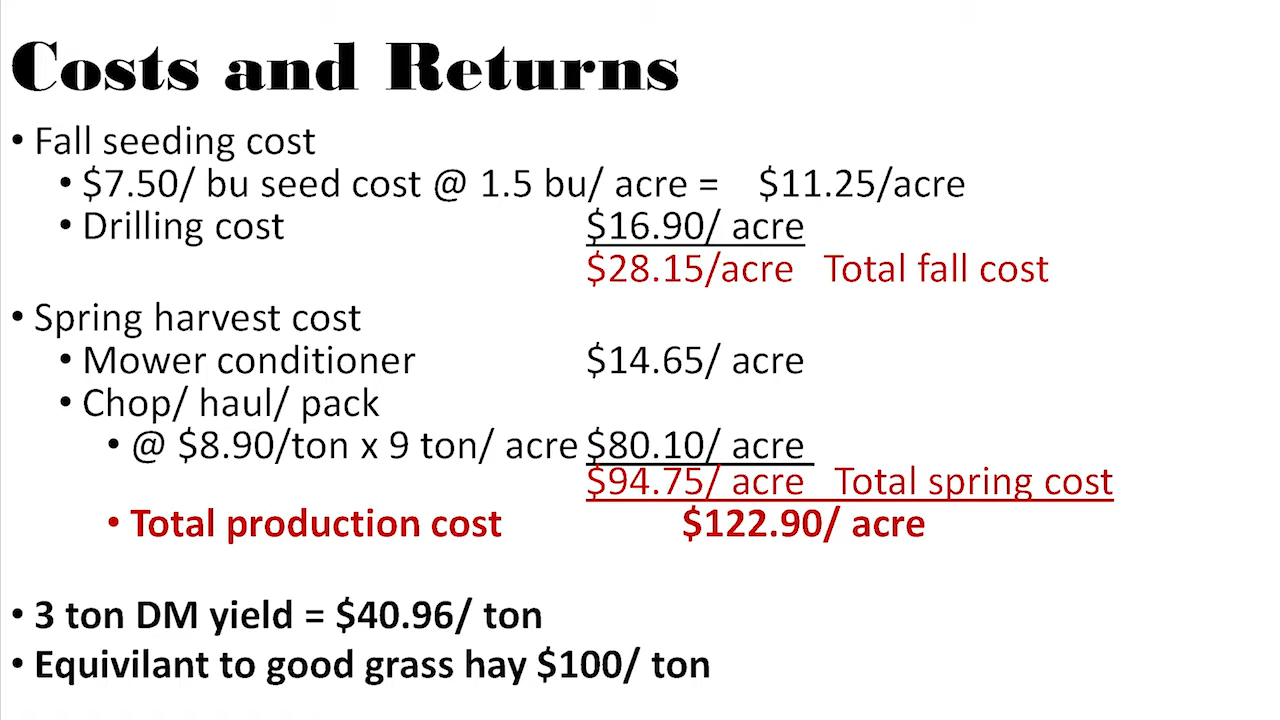 Costs and Returns
• Fall seeding cost
• $7.50/ bu seed cost @ 1.5 bu/ acre = $11.25/acre
• Drilling cost $16.90/ acre
$28.15/acre Total fall cost
• Spring harvest cost
• Mower conditioner $14.65/ acre
• Chop/ haul/ pack
• @ $8.90/ton x 9 ton/ acre $80.10/ acre
$94.75/ acre Total spring cost
• Total production cost $122.90/ acre
• 3 ton DM yield = $40.96/ ton
• Equivilant to good grass hay $100/ ton